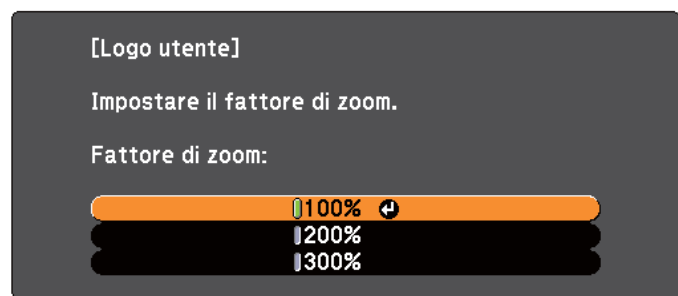 [Logo utente]
Impostare il fattore di zoom.
Fattore di zoom:
100%
200%
300%